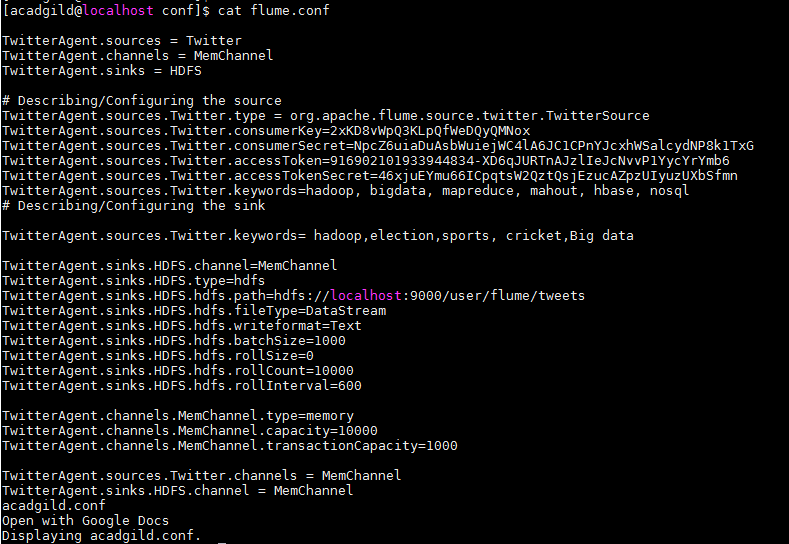 [acadgild@localhost conf]$ cat flume.conf
TwitterAgent.sources = Twitter
TwitterAgent.channels = MemChannel
TwitterAgent.sinks = HDFS
# Describing/Configuring the source
TwitterAgent.sources.Twitter.type = org.apache.flume.source.twitter.TwitterSource
TwitterAgent.sources.Twitter.consumerKey=2xKD8vWpQ3KLpQfWeDQyQMNox
TwitterAgent.sources.Twitter.consumerSecret=NpcZ6uiaDuAsbWuiejWC4lA6JC1CPnYJcxhWSalcydNP8k1TxG
TwitterAgent.sources.Twitter.accessToken=916902101933944834-XD6qJURTnAJzlIeJcNvvP1YycYrYmb6
TwitterAgent.sources.Twitter.accessTokenSecret=46xjuEYmu66ICpqtsW2QztQsjEzucAZpzUIyuzUXbSfmn
TwitterAgent.sources.Twitter.keywords=hadoop, bigdata, mapreduce, mahout, hbase, nosql
# Describing/Configuring the sink
TwitterAgent.sources.Twitter.keywords= hadoop,election,sports, cricket,Big data
TwitterAgent.sinks.HDFS.channel=MemChannel
TwitterAgent.sinks.HDFS.type=hdfs
TwitterAgent.sinks.HDFS.hdfs.path=hdfs://localhost:9000/user/flume/tweets
TwitterAgent.sinks.HDFS.hdfs.fileType=DataStream
TwitterAgent.sinks.HDFS.hdfs.writeformat=Text
TwitterAgent.sinks.HDFS.hdfs.batchSize=1000
TwitterAgent.sinks.HDFS.hdfs.rollSize=0
TwitterAgent.sinks.HDFS.hdfs.rollCount=10000
TwitterAgent.sinks.HDFS.hdfs.rollInterval=600
TwitterAgent.channels.MemChannel.type=memory
TwitterAgent.channels.MemChannel.capacity=10000
TwitterAgent.channels.MemChannel.transactionCapacity=1000
TwitterAgent.sources.Twitter.channels = MemChannel
TwitterAgent.sinks.HDFS.channel = MemChannel
acadgild.conf
Open with Google Docs
Displaying acadgild.conf.